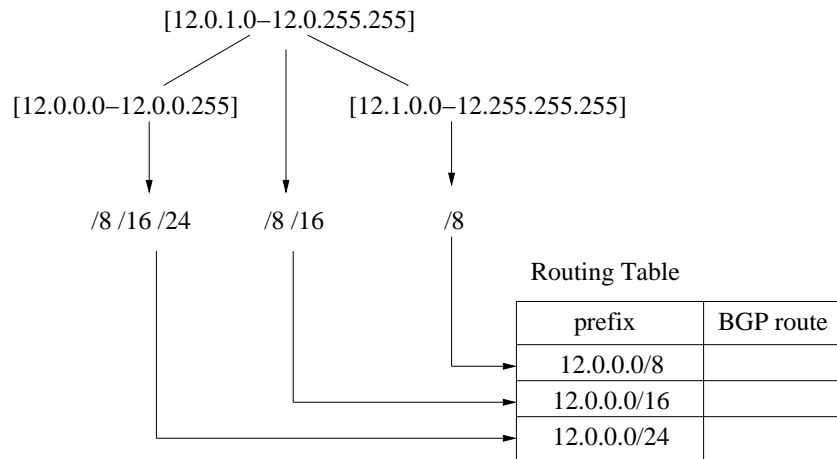 [12.0.1.0–12.0.255.255]
[12.0.0.0–12.0.0.255]
[12.1.0.0–12.255.255.255]
/8 /16 /24
/8 /16
/8
Routing Table
prefix
BGP route
12.0.0.0/8
12.0.0.0/16
12.0.0.0/24